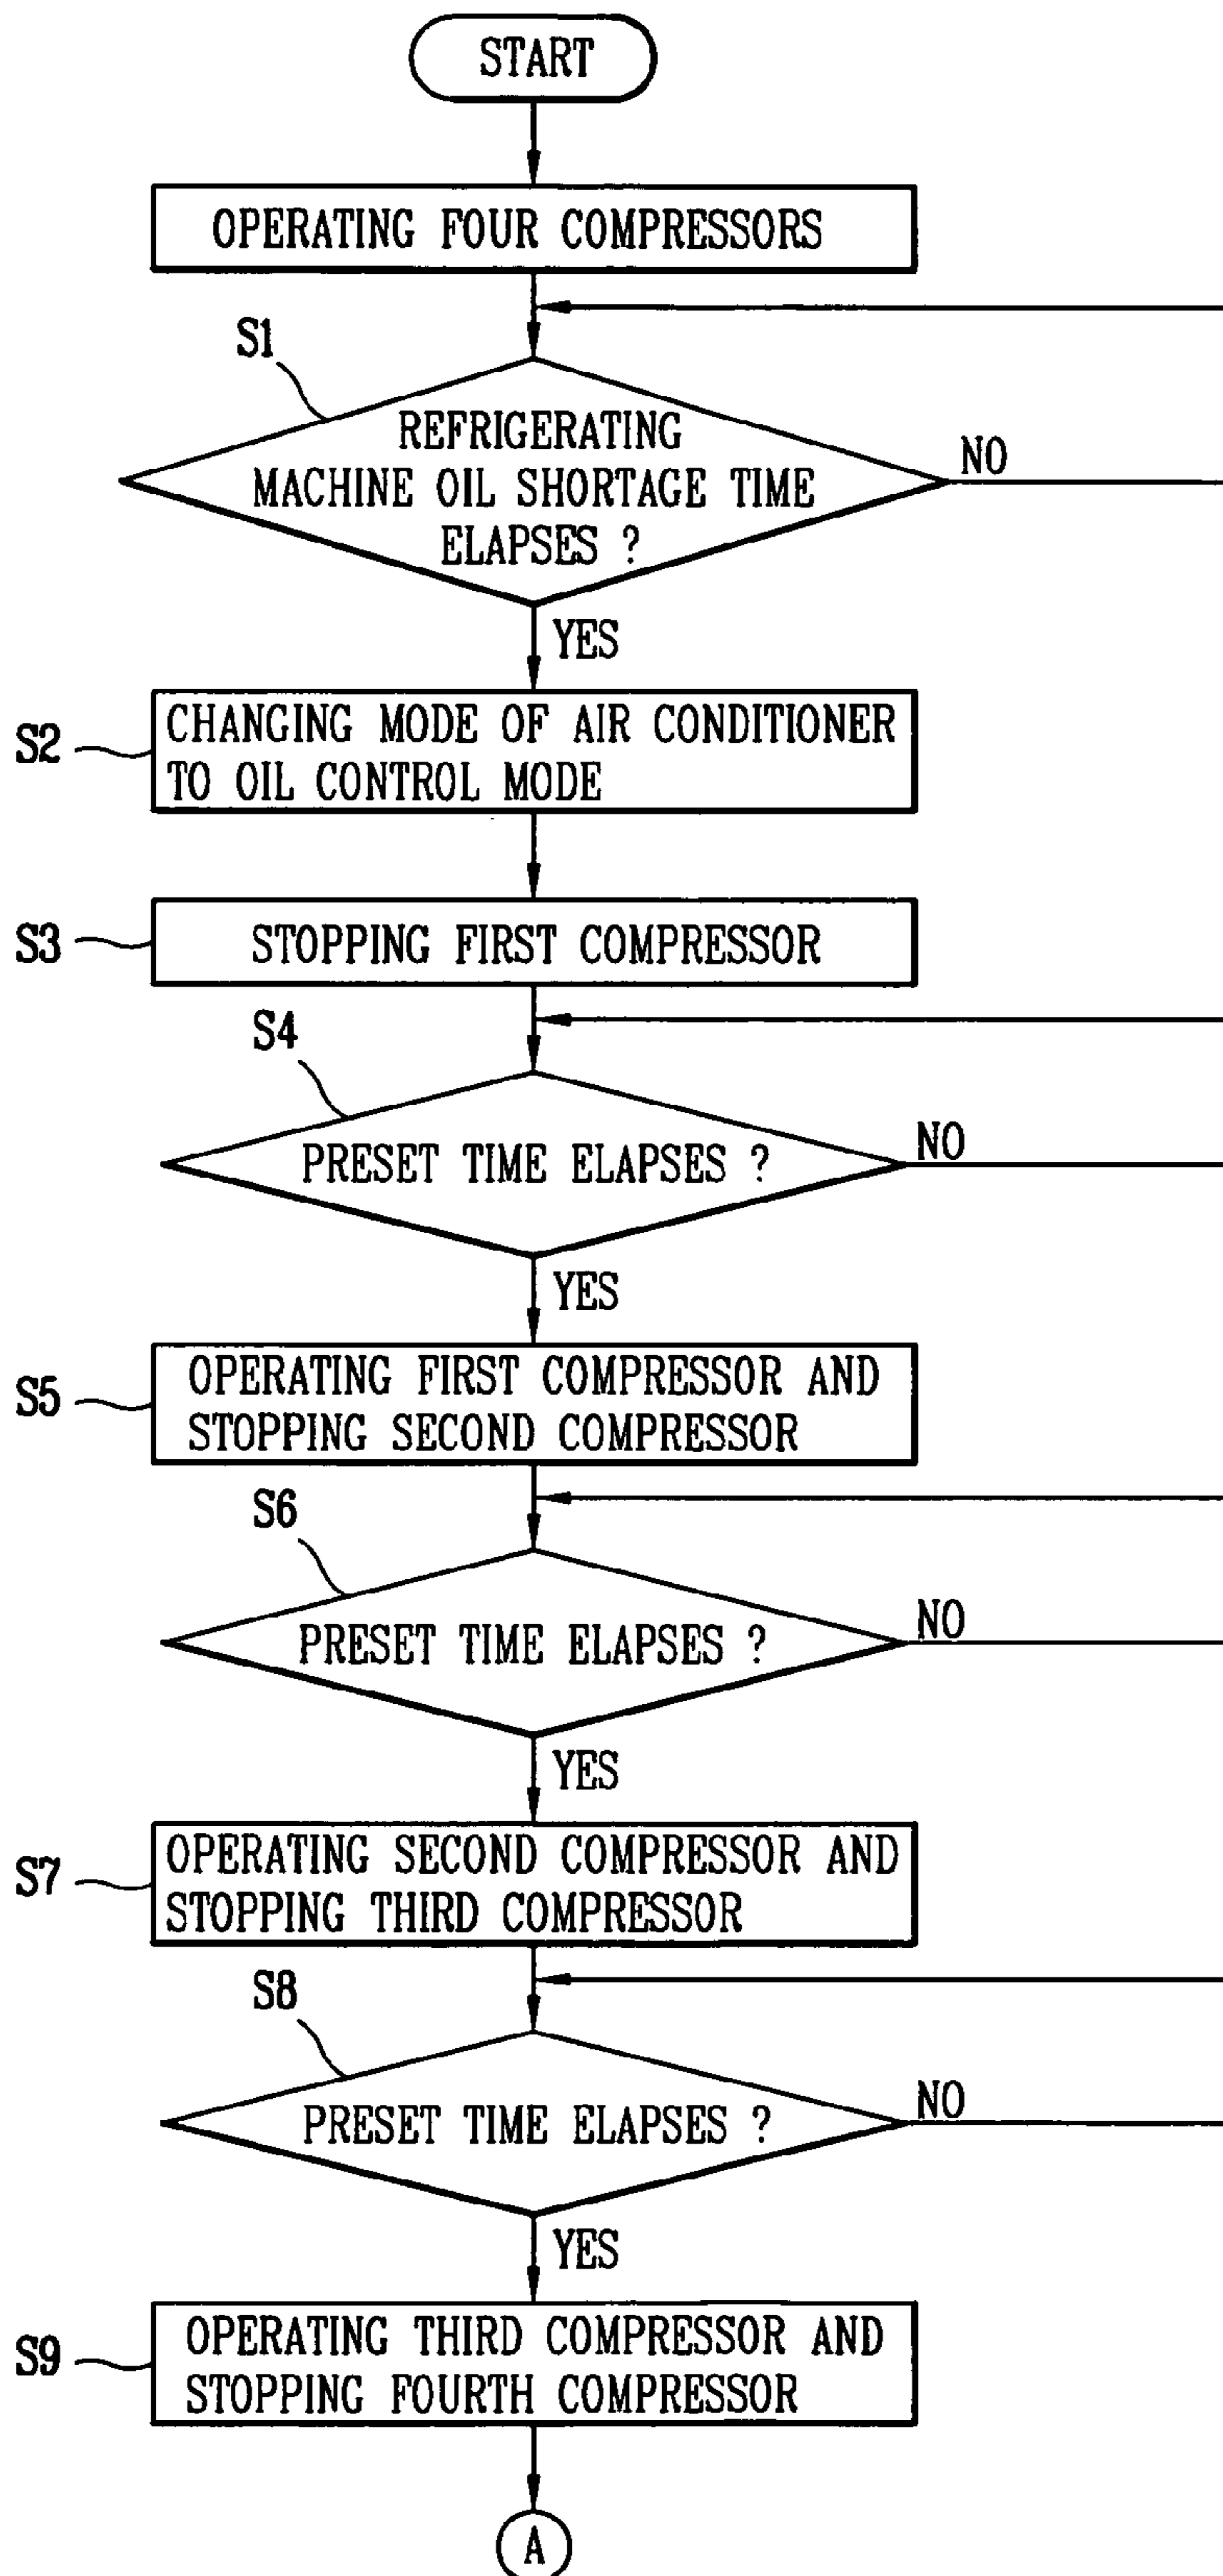 START
OPERATING FOUR COMPRESSORS
S1
REFRIGERATING
MACHINE OIL SHORTAGE TIME
ELAPSES ?
NO
YES
S2
CHANGING MODE OF AIR CONDITIONER
TO OIL CONTROL MODE
S3
STOPPING FIRST COMPRESSOR
S4
PRESET TIME ELAPSES ?
NO
YES
S5
OPERATING FIRST COMPRESSOR AND
STOPPING SECOND COMPRESSOR
S6
PRESET TIME ELAPSES ?
NO
YES
S7
OPERATING SECOND COMPRESSOR AND
STOPPING THIRD COMPRESSOR
S8
PRESET TIME ELAPSES ?
NO
YES
S9
OPERATING THIRD COMPRESSOR AND
STOPPING FOURTH COMPRESSOR
A